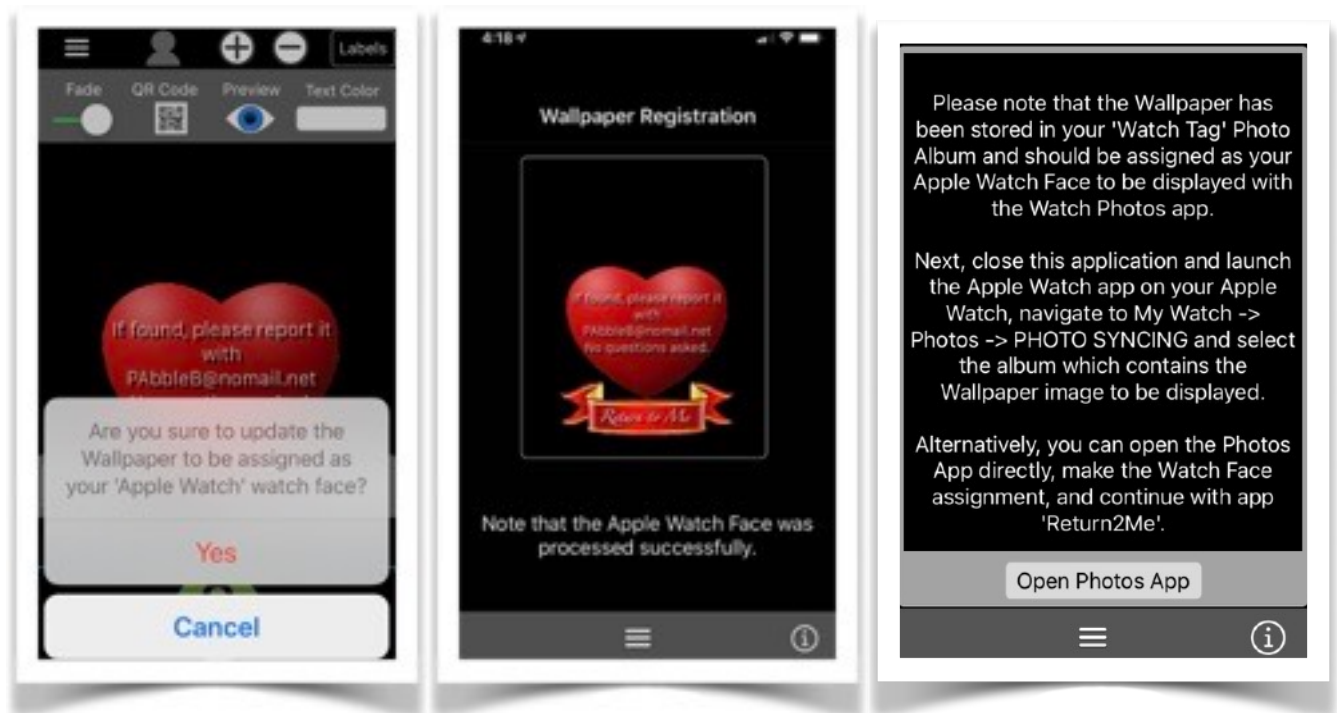 Labels
Fade QR Code Preview Text Color
If found, please report it
with
PAbbleB@nomail.net
Are you sure to update the
Wallpaper to be assigned as
your 'Apple Watch' watch face?
Yes
Cancel
4:18
Wallpaper Registration
If found, please report it
with
PAbbleB@nomail.net
No questions asked.
Return to Me
Note that the Apple Watch Face was
processed successfully.
Please note that the Wallpaper has
been stored in your 'Watch Tag' Photo
Album and should be assigned as your
Apple Watch Face to be displayed with
the Watch Photos app.
Next, close this application and launch
the Apple Watch app on your Apple
Watch, navigate to My Watch ->
Photos -> PHOTO SYNCING and select
the album which contains the
Wallpaper image to be displayed.
Alternatively, you can open the Photos
App directly, make the Watch Face
assignment, and continue with app
'Return2Me'.
Open Photos App